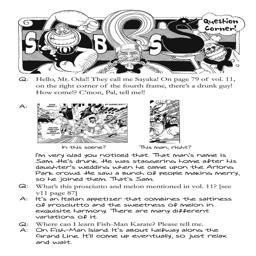 Question Corner!
S B S
Q: Hello, Mr. Oda!! They call me Sayaka! On page 79 of vol. 11,
on the right corner of the fourth frame, there's a drunk guy!
How come!? C'mon, Pal, tell me!!
A:
In this scene? This man, right?
I'm very glad you noticed that. That man's name is
Sam. He's drunk. He was staggering home after his
daughter's wedding when he came upon the Arlong
Park crowd. He saw a bunch of people making merry,
so he joined them. That's Sam.
Q: What's this prosciutto and melon mentioned in vol. 11? [see
v11 page 87]
A: It's an Italian appetizer that combines the saltiness
of prosciutto and the sweetness of melon in
exquisite harmony. There are many different
variations of it.
Q: Where can I learn Fish-Man Karate? Please tell me.
A: On Fish-Man Island. It's about halfway along the
Grand Line. It'll come up eventually, so just relax
and wait.